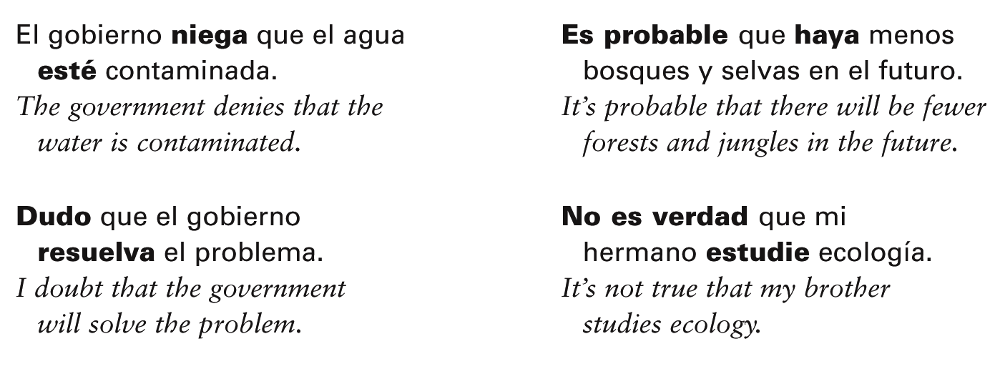 El gobierno niega que el agua
esté contaminada.
The government denies that the
water is contaminated.
Dudo que el gobierno
resuelva el problema.
I doubt that the government
will solve the problem.
Es probable que haya menos
bosques y selvas en el futuro.
It’s probable that there will be fewer
forests and jungles in the future.
No es verdad que mi
hermano estudie ecología.
It’s not true that my brother
studies ecology.